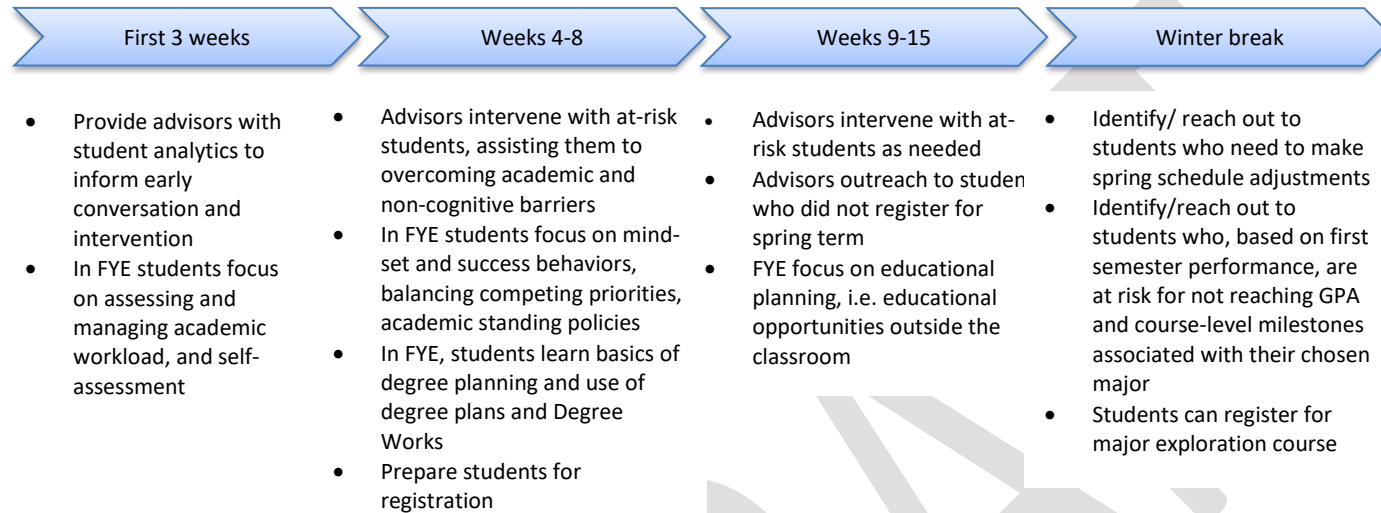 First 3 weeks
Weeks 4-8
Weeks 9-15
Winter break
• Provide advisors with
student analytics to
inform early
conversation and
intervention
• In FYE students focus
on assessing and
managing academic
workload, and self-
assessment
• Advisors intervene with at-risk
students, assisting them to
overcoming academic and
non-cognitive barriers
• In FYE students focus on mind-
set and success behaviors,
balancing competing priorities,
academic standing policies
• In FYE, students learn basics of
degree planning and use of
degree plans and Degree
Works
• Prepare students for
registration
• Advisors intervene with at-
risk students as needed
• Advisors outreach to studen
who did not register for
spring term
• FYE focus on educational
planning, i.e. educational
opportunities outside the
classroom
• Identify/ reach out to
students who need to make
spring schedule adjustments
• Identify/reach out to
students who, based on first
semester performance, are
at risk for not reaching GPA
and course-level milestones
associated with their chosen
major
• Students can register for
major exploration course